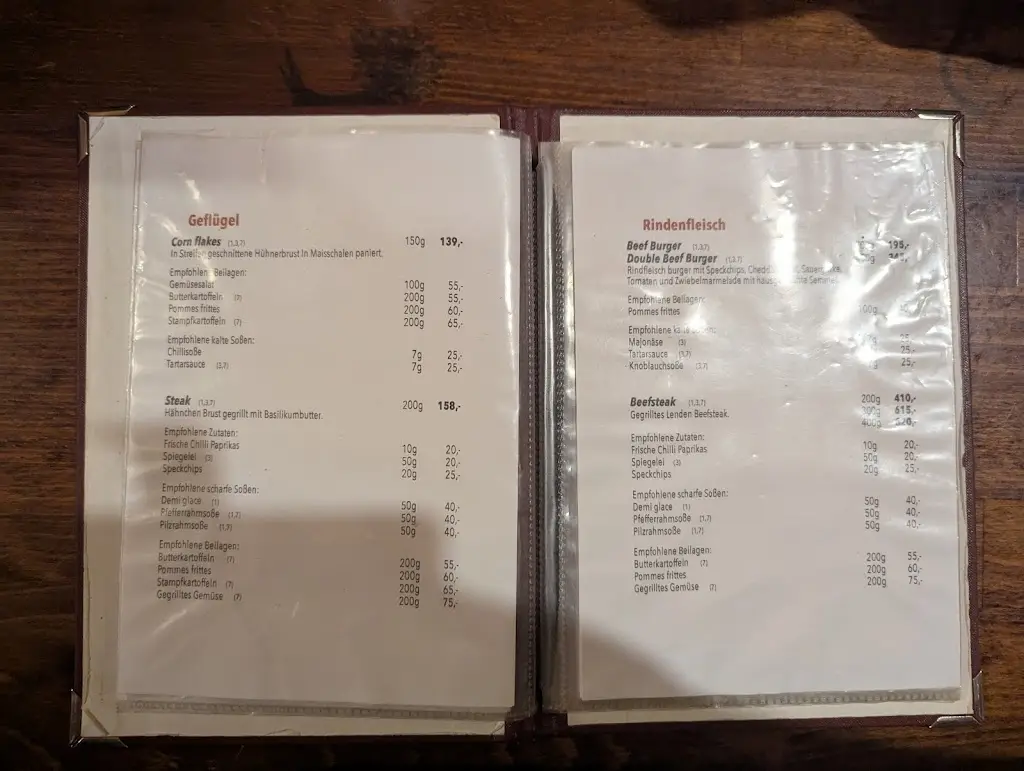 Geflügel
Corn flakes (1,3,7) 150g 139,-
In Streifen geschnittene Hühnerbrust in Maisschalen paniert.
Empfohlene Beilagen:
Gemüsesalat 100g 55,-
Butterkartoffeln (7) 200g 55,-
Pommes frittes 200g 60,-
Stampfkartoffeln (7) 200g 65,-
Empfohlene kalte Soßen:
Chillisoße 7g 25,-
Tartarsauce (3,7) 7g 25,-
Steak (1,3,7) 200g 158,-
Hähnchen Brust gegrillt mit Basilikumbutter.
Empfohlene Zutaten:
Frische Chilli Paprikas 10g 20,-
Spiegelei (3) 50g 20,-
Speckchips 20g 25,-
Empfohlene scharfe Soßen:
Demi glace (1) 50g 40,-
Pfefferrahmsoße (1,7) 50g 40,-
Pilzrahmsoße (1,7) 50g 40,-
Empfohlene Beilagen:
Butterkartoffeln (7) 200g 55,-
Pommes frittes 200g 60,-
Stampfkartoffeln (7) 200g 65,-
Gegrilltes Gemüse (7) 200g 75,-
Rindenfleisch
Beef Burger (1,3,7) 195,-
Double Beef Burger (1,3,7)
Rindfleisch burger mit Speckchips,
Tomaten und Zwiebelmarmelade mit
Empfohlene Beilagen:
Pommes frittes 100g
Empfohlene
Majonäse (3) 25,-
Tartarsauce (3,7) 25,-
Knoblauchsoße (3,7) 25,-
Beefsteak (1,3,7) 200g 410,-
Gegrilltes Lenden Beefsteak. 300g 615,-
400g
Empfohlene Zutaten:
Frische Chilli Paprikas 10g 20,-
Spiegelei (3) 50g 20,-
Speckchips 20g 25,-
Empfohlene scharfe Soßen:
Demi glace (1) 50g 40,-
Pfefferrahmsoße (1,7) 50g 40,-
Pilzrahmsoße (1,7) 50g 40,-
Empfohlene Beilagen:
Butterkartoffeln (7) 200g 55,-
Pommes frittes 200g 60,-
Gegrilltes Gemüse (7) 200g 75,-